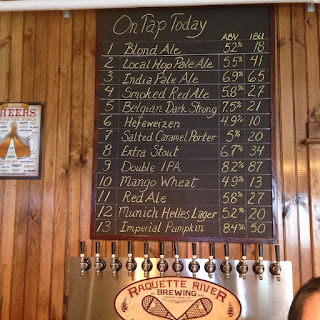 On Tap Today
ABV IBU
1 Blond Ale 5.2% 18
2 Local Hop Pale Ale 5.5% 41
3 India Pale Ale 6.9% 65
4 Smoked Red Ale 5.8% 27
5 Belgian Dark Strong 7.5% 21
6 Hefeweizen 4.9% 10
7 Salted Caramel Porter 5% 20
8 Extra Stout 6.7% 34
9 Double IPA 8.2% 87
10 Mango Wheat 4.9% 13
11 Red Ale 5.8% 27
12 Munich Helles Lager 5.2% 20
13 Imperial Pumpkin 8.4% 50
CHEERS
RAQUETTE RIVER
BREWING